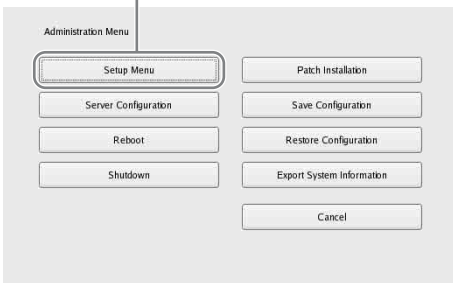 Administration Menu
Setup Menu
Patch Installation
Server Configuration
Save Configuration
Reboot
Restore Configuration
Shutdown
Export System Information
Cancel